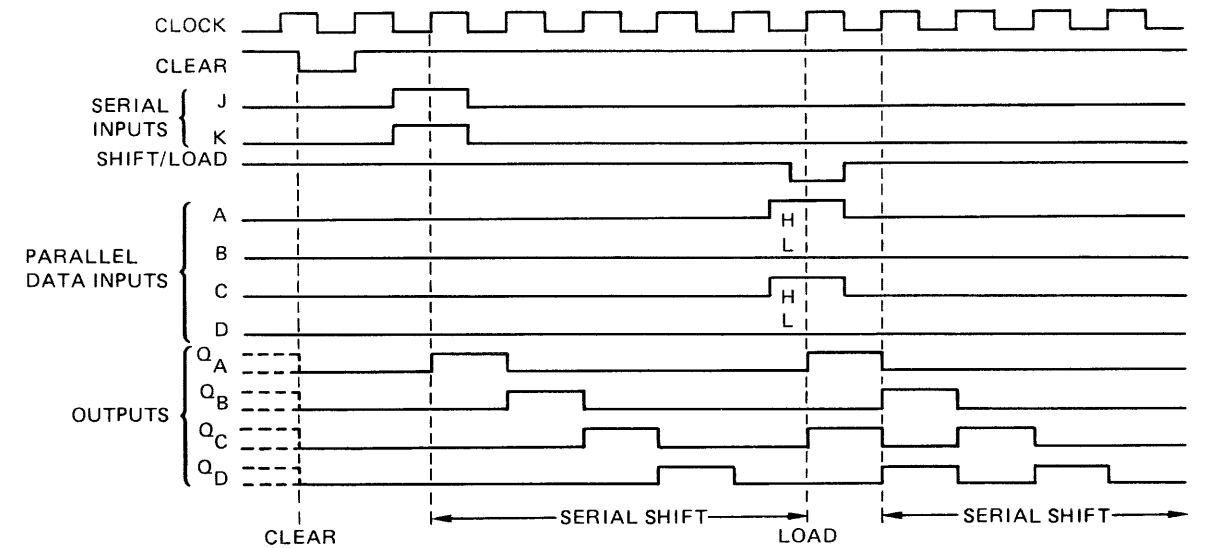 CLOCK
CLEAR
SERIAL
INPUTS
J
K
SHIFT/LOAD
PARALLEL
DATA INPUTS
A
H
B
L
C
H
D
L
OUTPUTS
QA
QB
QC
QD
SERIAL SHIFT
SERIAL SHIFT
CLEAR
LOAD